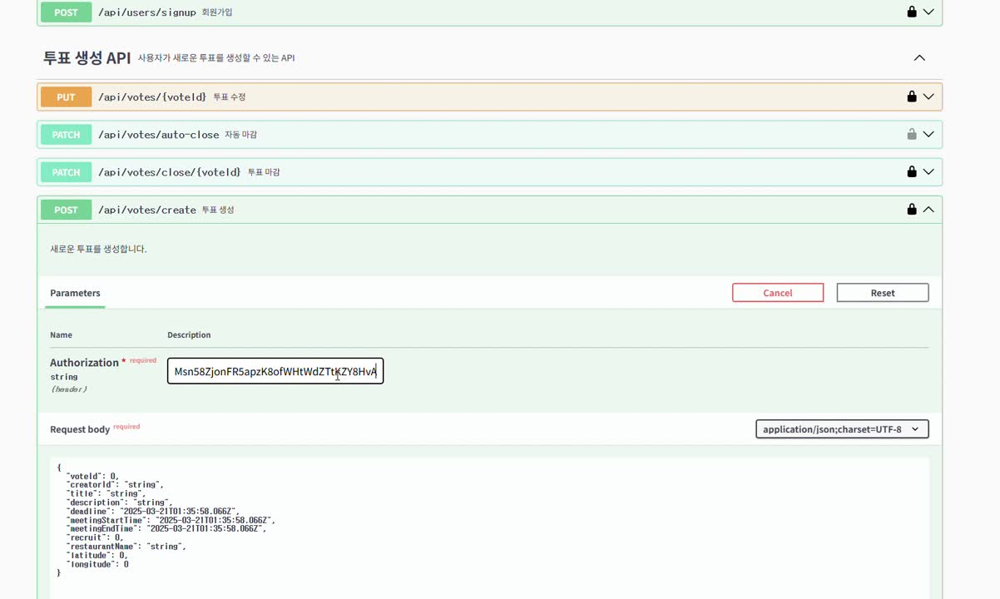 POST /api/users/signup 회원가입
투표 생성 API 사용자가 새로운 투표를 생성할 수 있는 API
PUT /api/votes/{voteId} 투표 수정
PATCH /api/votes/auto-close 자동 마감
PATCH /api/votes/close/{voteId} 투표 마감
POST /api/votes/create 투표 생성
새로운 투표를 생성합니다.
Parameters
Cancel
Reset
Name Description
Authorization * required
string
(header)
Msn58ZjonFR5apzK8ofWHtWdZTtKZY8HvA
Request body required
application/json;charset=UTF-8
{
"voteId": 0,
"creatorId": "string",
"title": "string",
"description": "string",
"deadline": "2025-03-21T01:35:58.066Z",
"meetingStartTime": "2025-03-21T01:35:58.066Z",
"meetingEndTime": "2025-03-21T01:35:58.066Z",
"recruit": 0,
"restaurantName": "string",
"latitude": 0,
"longitude": 0
}